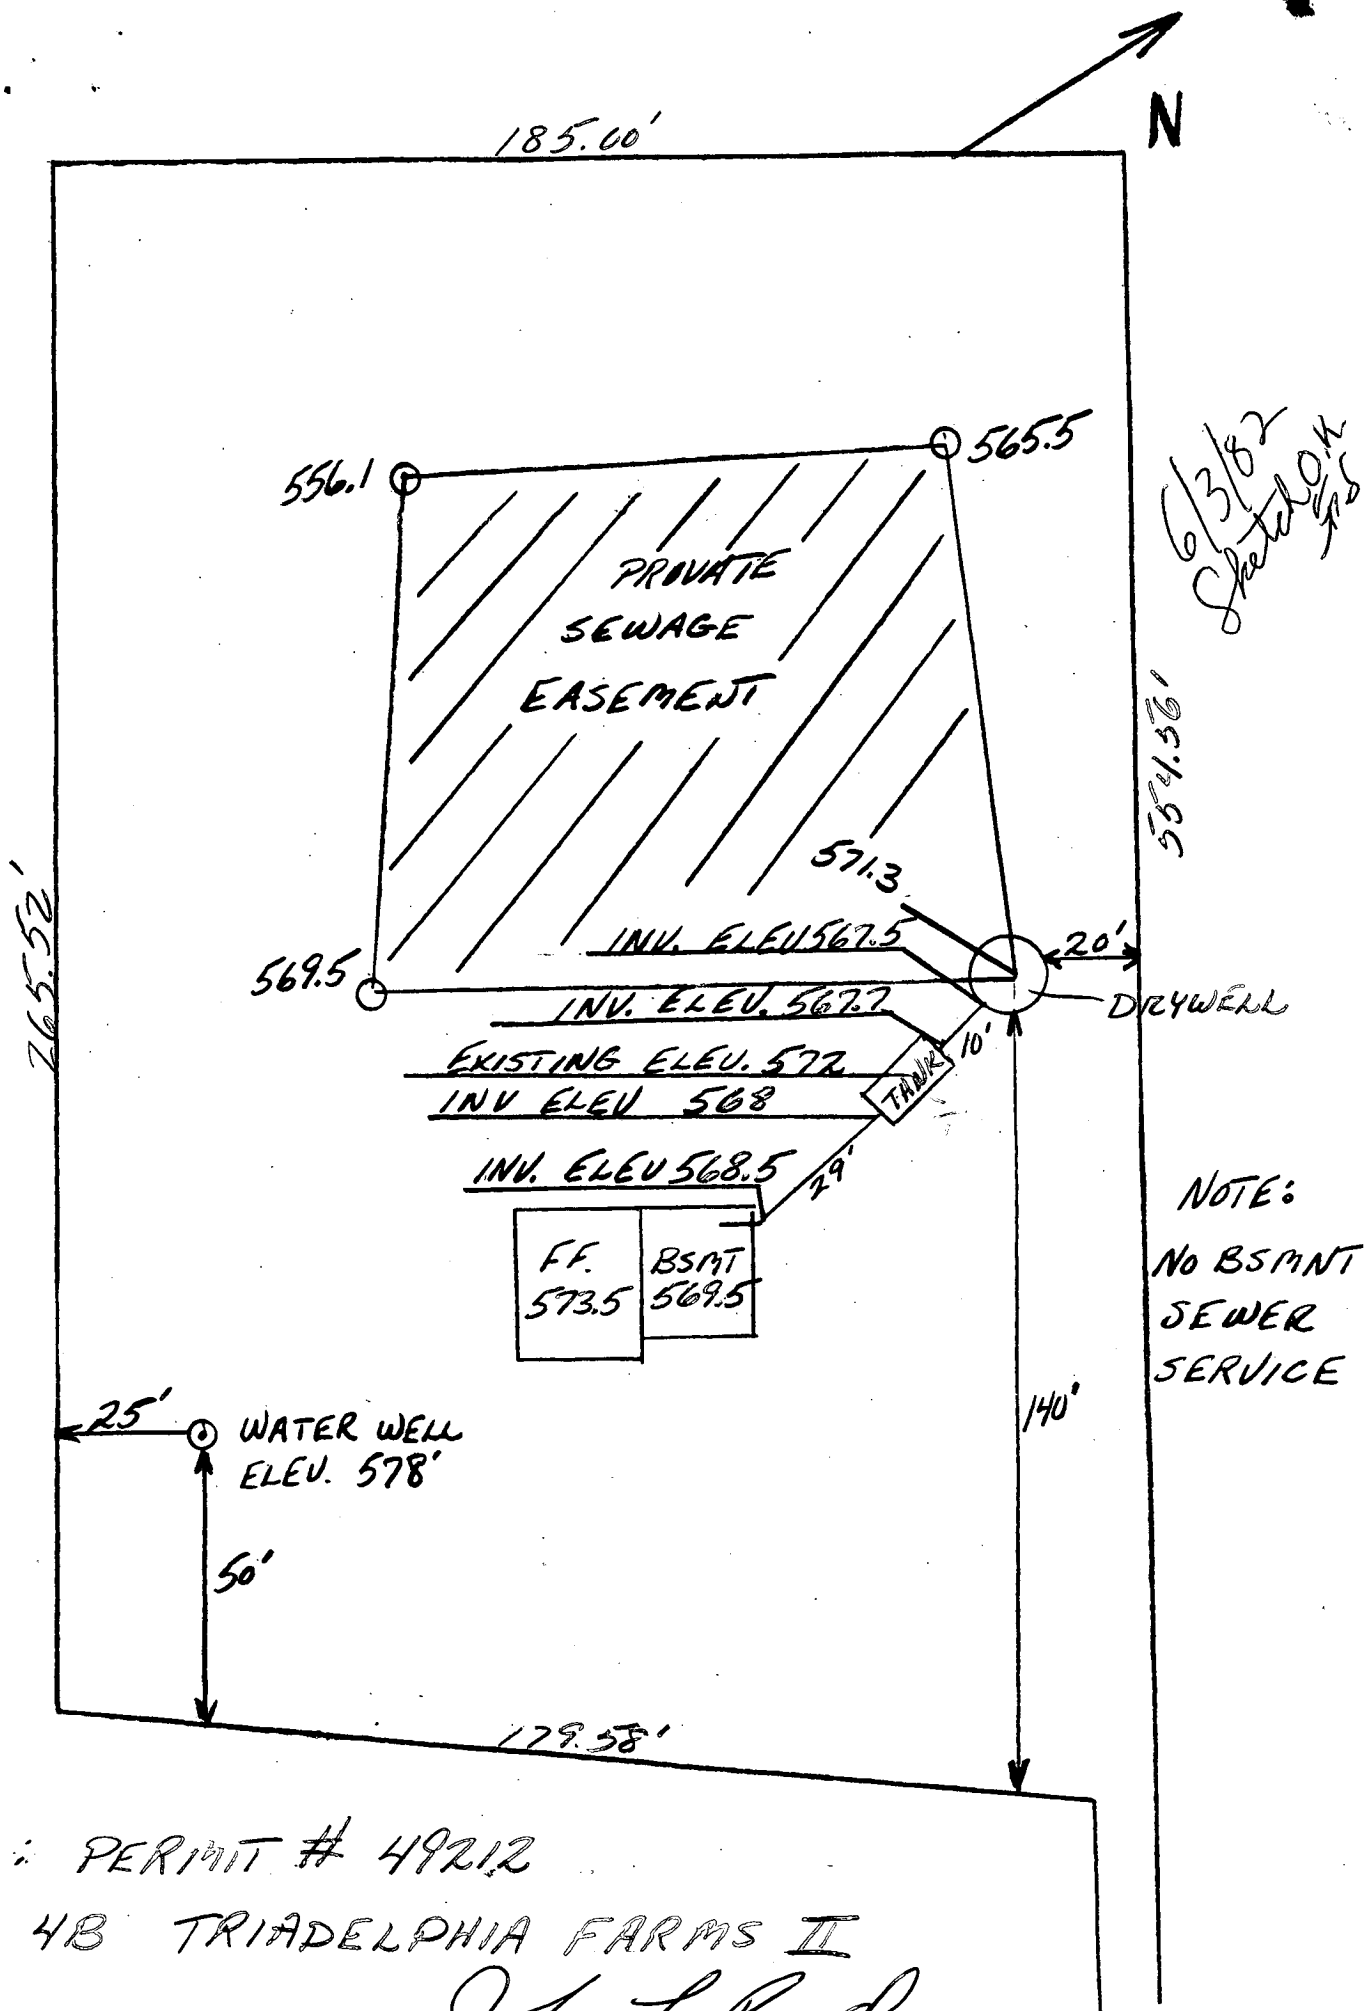 N
185.00'
556.1
565.5
6/3/82
Sketch O.K
PROVATE
SEWAGE
EASEMENT
554.36'
571.3
265.52'
INV. ELEV 567.5
20'
569.5
INV. ELEV. 567.7
DRYWELL
10'
EXISTING ELEV. 572
TANK
INV ELEV 568
INV. ELEV 568.5
29'
NOTE:
NO BSMNT
SEWER
SERVICE
F.F.
573.5
BSMT
569.5
140'
25'
WATER WELL
ELEV. 578'
50'
179.58'
: PERMIT # 49212
4B TRIADELPHIA FARMS II